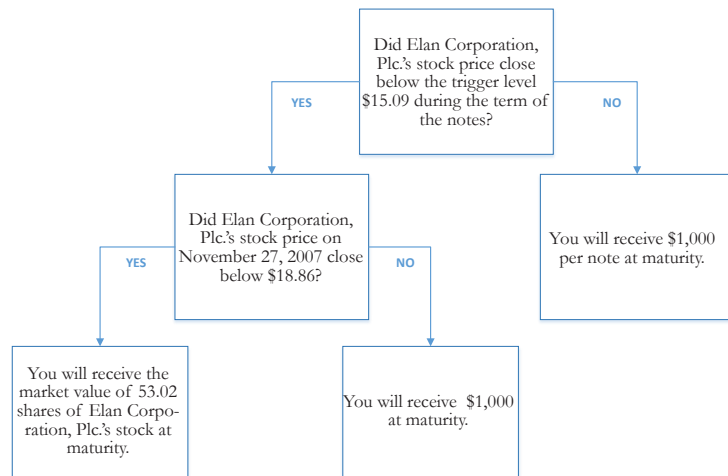 Did Elan Corporation,
Plc.'s stock price close
below the trigger level
$15.09 during the term of
the notes?
YES
NO
Did Elan Corporation,
Plc.'s stock price on
November 27, 2007 close
below $18.86?
You will receive $1,000
per note at maturity.
YES
NO
You will receive the
market value of 53.02
shares of Elan Corpo-
ration, Plc.'s stock at
maturity.
You will receive $1,000
at maturity.